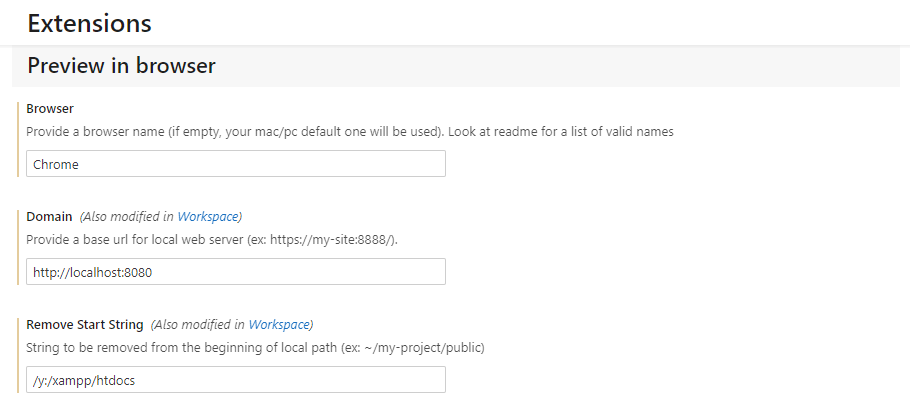 Extensions
Preview in browser
Browser
Provide a browser name (if empty, your mac/pc default one will be used). Look at readme for a list of valid names
Chrome
Domain (Also modified in Workspace)
Provide a base url for local web server (ex: https://my-site:8888/).
http://localhost:8080
Remove Start String (Also modified in Workspace)
String to be removed from the beginning of local path (ex: ~/my-project/public)
/y:/xampp/htdocs